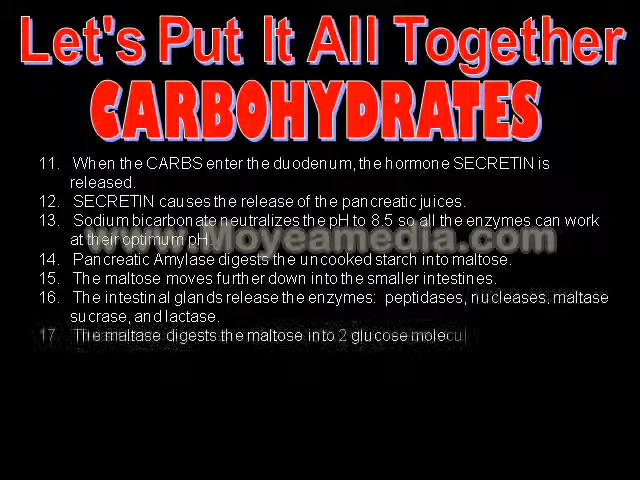 Let's Put It All Together
CARBOHYDRATES
11. When the CARBS enter the duodenum, the hormone SECRETIN is
released.
12. SECRETIN causes the release of the pancreatic juices.
13. Sodium bicarbonate neutralizes the pH to 8.5 so all the enzymes can work
at their optimum pH.
www.Moyeamedia.com
14. Pancreatic Amylase digests the uncooked starch into maltose.
15. The maltose moves further down into the smaller intestines.
16. The intestinal glands release the enzymes: peptidases, nucleases, maltase
sucrase, and lactase.
17. The maltase digests the maltose into 2 glucose molecu